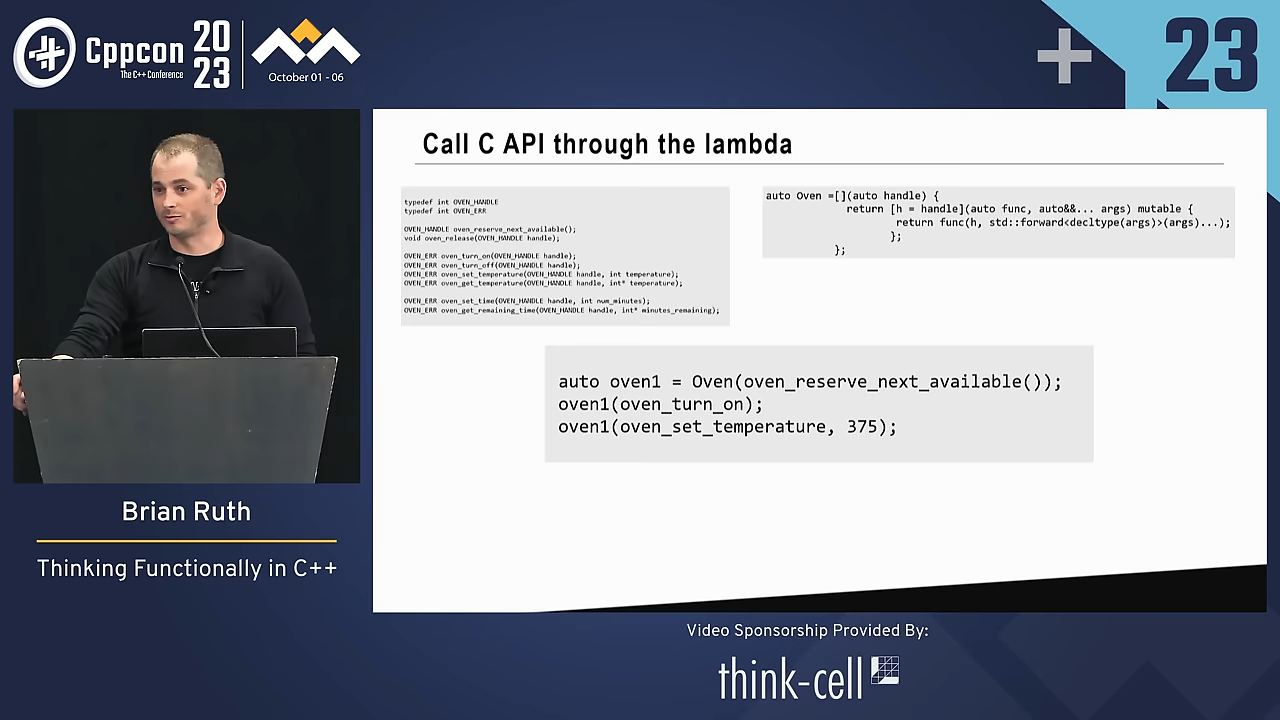 Cppcon
The C++ Conference
20
23
October 01 - 06
23
Call C API through the lambda
typedef int OVEN_HANDLE
typedef int OVEN_ERR
OVEN_HANDLE oven_reserve_next_available();
void oven_release(OVEN_HANDLE handle);
OVEN_ERR oven_turn_on(OVEN_HANDLE handle);
OVEN_ERR oven_turn_off(OVEN_HANDLE handle);
OVEN_ERR oven_set_temperature(OVEN_HANDLE handle, int temperature);
OVEN_ERR oven_get_temperature(OVEN_HANDLE handle, int* temperature);
OVEN_ERR oven_set_time(OVEN_HANDLE handle, int num_minutes);
OVEN_ERR oven_get_remaining_time(OVEN_HANDLE handle, int* minutes_remaining);
auto Oven =[](auto handle) {
return [h = handle](auto func, auto&&... args) mutable {
return func(h, std::forward<decltype(args)>(args)...);
};
};
auto oven1 = Oven(oven_reserve_next_available());
oven1(oven_turn_on);
oven1(oven_set_temperature, 375);
Brian Ruth
Thinking Functionally in C++
Video Sponsorship Provided By:
think-cell